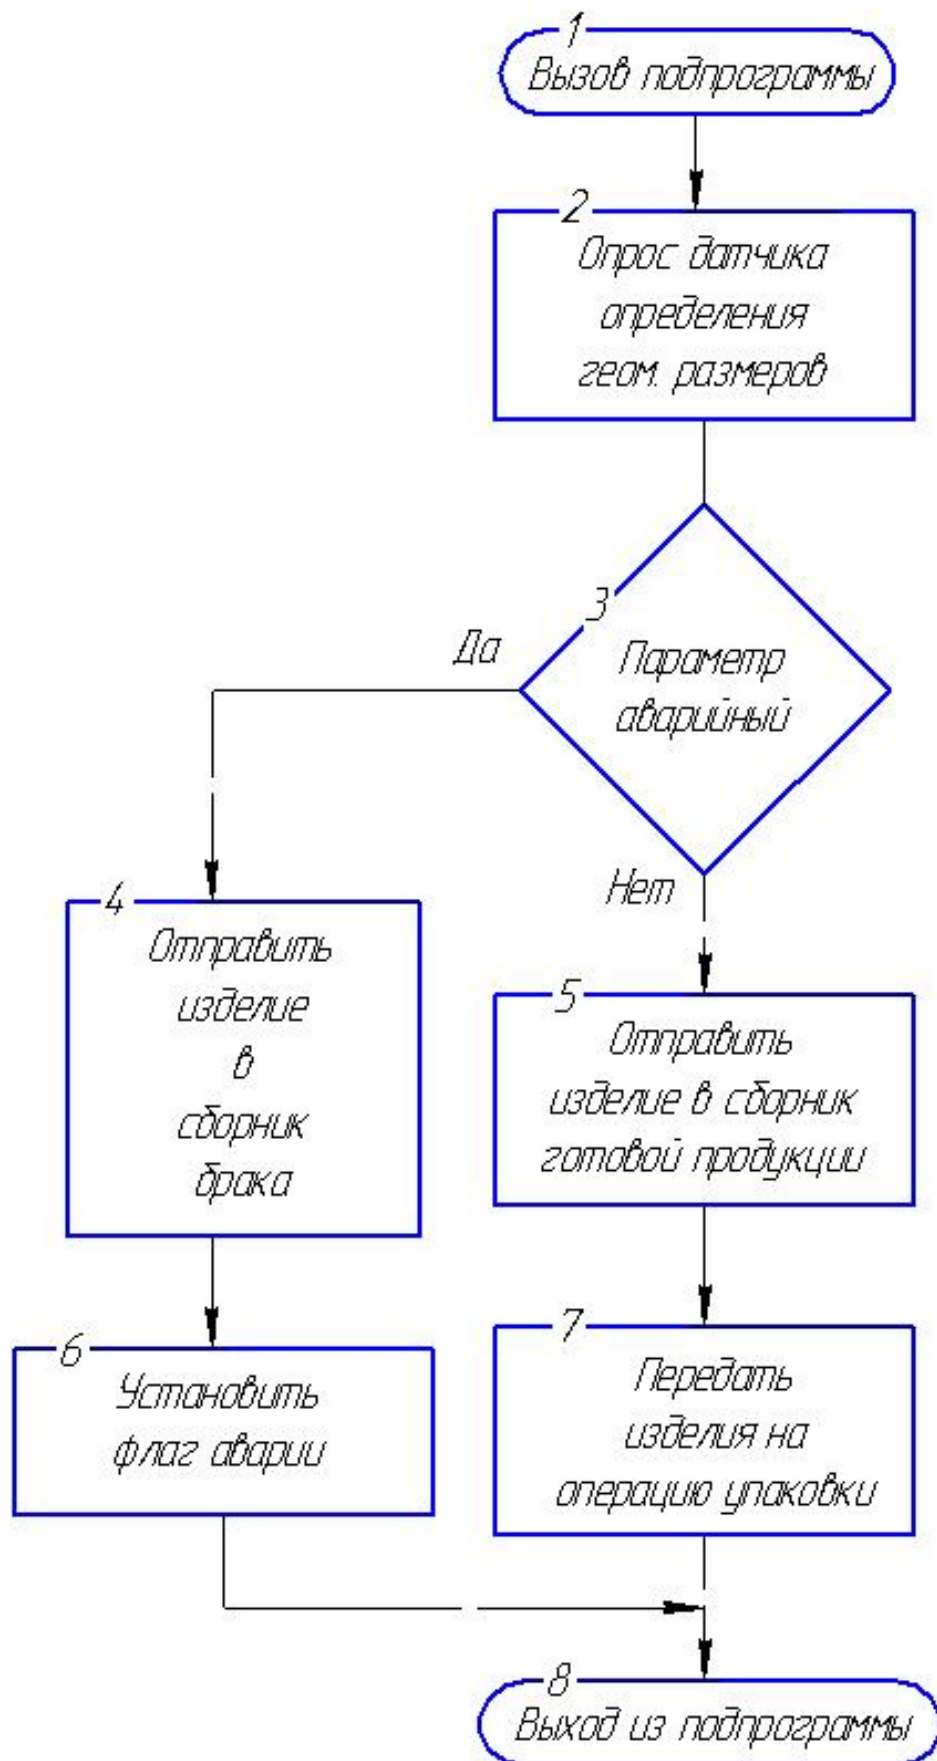 1
Вызов подпрограммы
2
Опрос датчика
определения
геом. размеров
3
Да
Параметр
аварийный
Нет
4
Отправить
изделие
в
сборник
брака
5
Отправить
изделие в сборник
готовой продукции
6
Установить
флаг аварии
7
Передать
изделия на
операцию упаковки
8
Выход из подпрограммы